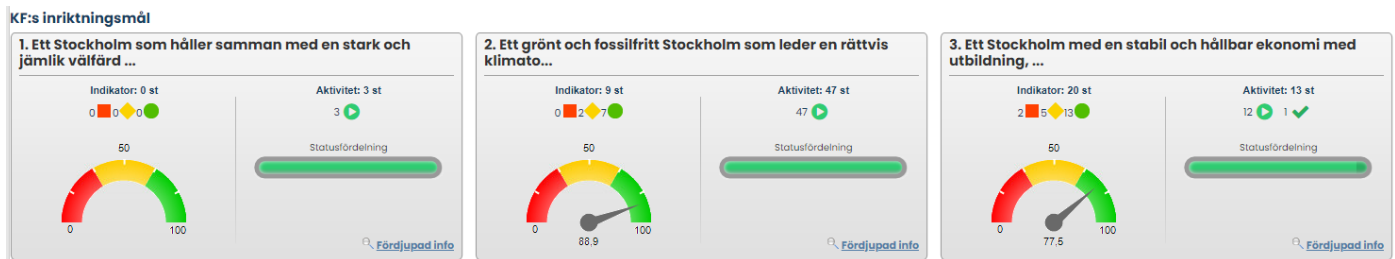 KF:s inriktningsmål
1. Ett Stockholm som håller samman med en stark och
jämlik välfärd ...
Indikator: 0 st
0 0 0
50
0
100
Aktivitet: 3 st
3
Statusfördelning
Fördjupad info
2. Ett grönt och fossilfritt Stockholm som leder en rättvis
klimato...
Indikator: 9 st
0 2 7
50
0
100
88,9
Aktivitet: 47 st
47
Statusfördelning
Fördjupad info
3. Ett Stockholm med en stabil och hållbar ekonomi med
utbildning, ...
Indikator: 20 st
2 5 13
50
0
100
77,5
Aktivitet: 13 st
12 1
Statusfördelning
Fördjupad info